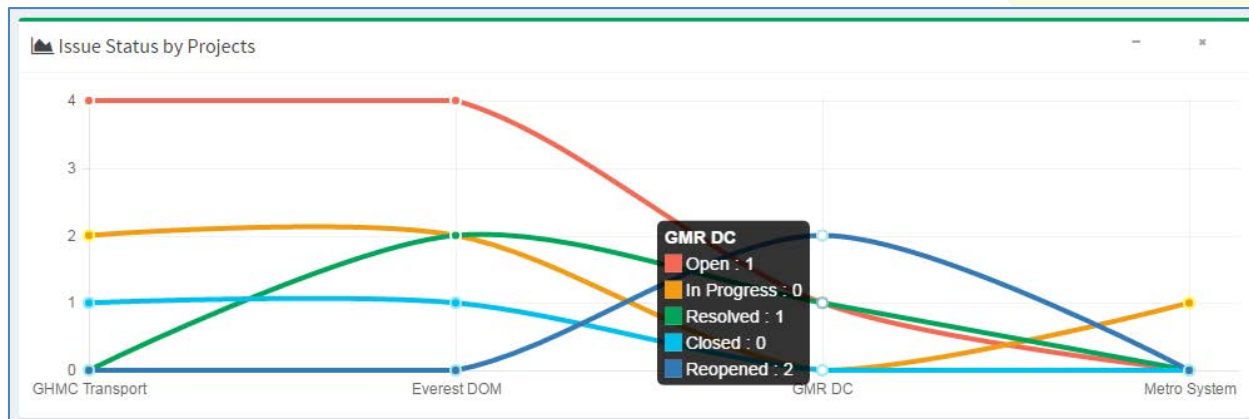 Issue Status by Projects
4
3
2
1
0
GMR DC
Open : 1
In Progress : 0
Resolved : 1
Closed : 0
Reopened : 2
GHMC Transport
Everest DOM
GMR DC
Metro System